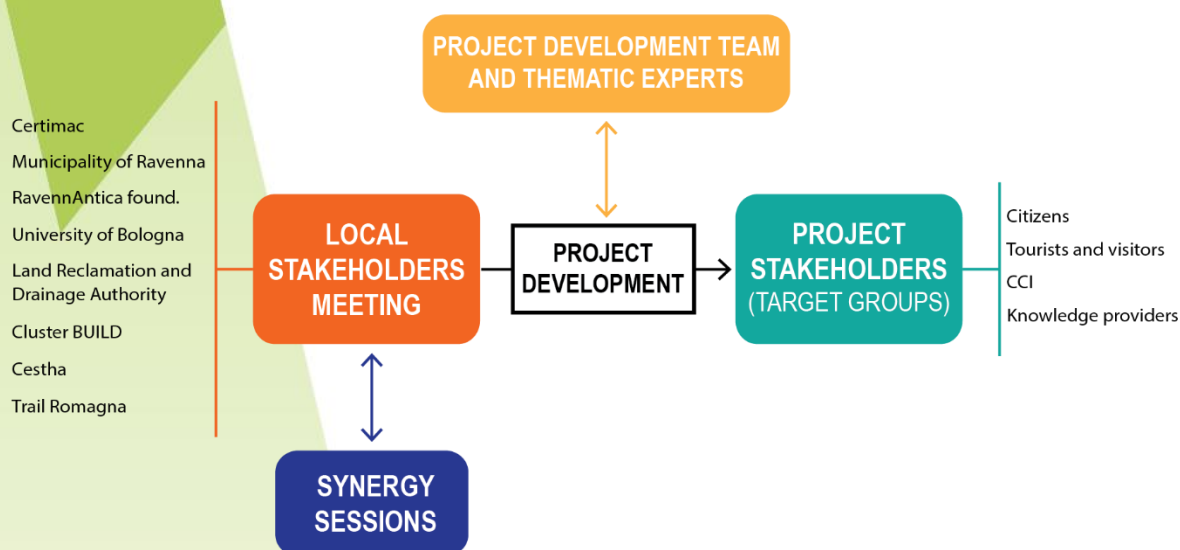 PROJECT DEVELOPMENT TEAM
AND THEMATIC EXPERTS
Certimac
Municipality of Ravenna
RavennAntica found.
University of Bologna
Land Reclamation and
Drainage Authority
Cluster BUILD
Cestha
Trail Romagna
LOCAL
STAKEHOLDERS
MEETING
PROJECT
DEVELOPMENT
PROJECT
STAKEHOLDERS
(TARGET GROUPS)
Citizens
Tourists and visitors
CCI
Knowledge providers
SYNERGY
SESSIONS